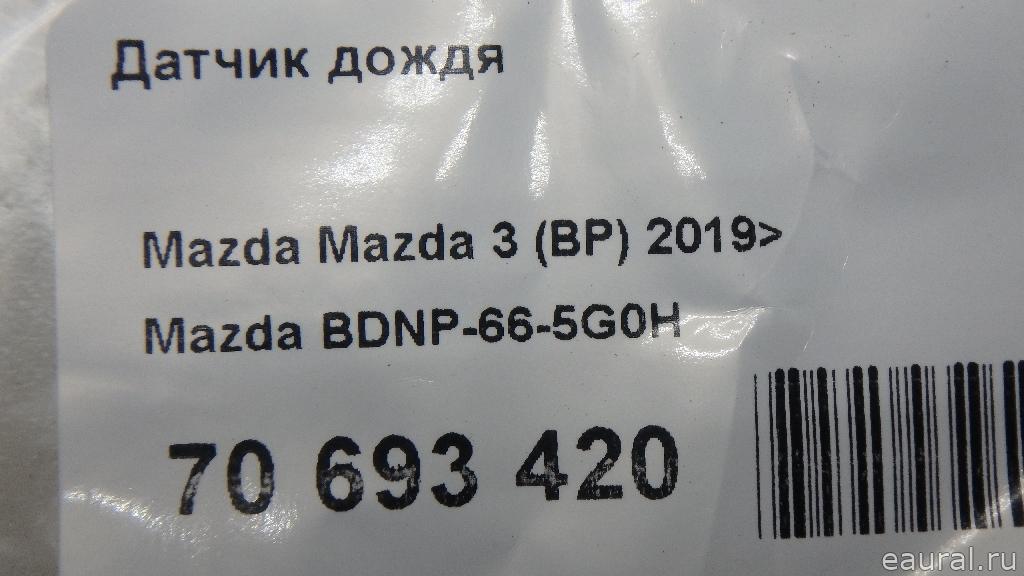 Датчик дождя
Mazda Mazda 3 (BP) 2019>
Mazda BDNP-66-5G0H
70 693 420
eaural.ru